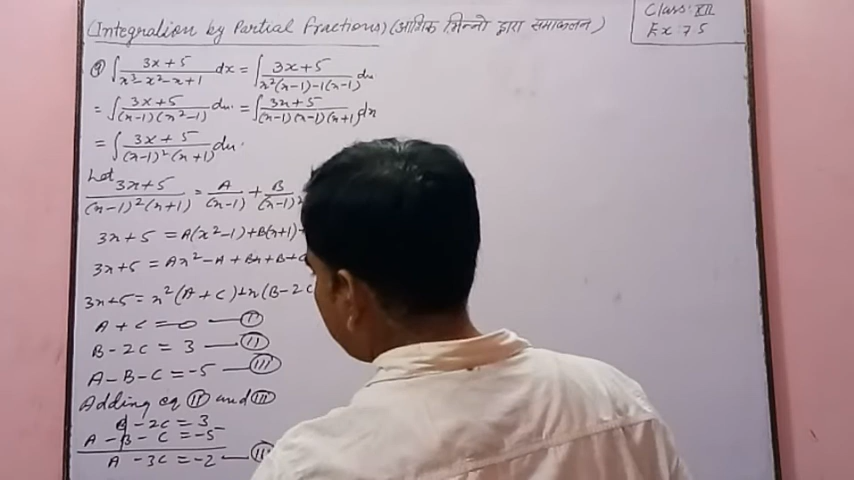 (Integration by Partial Fractions) (आंशिक भिन्नो द्वारा समाकलन)
Class: XII
Ex: 7.5
∫ 3x+5 / x³-x²-x+1 dx = ∫ 3x+5 / x²(x-1)-1(x-1) dx
= ∫ 3x+5 / (x-1)(x²-1) dx = ∫ 3x+5 / (x-1)(x-1)(x+1) dx
= ∫ 3x+5 / (x-1)²(x+1) dx
Let 3x+5 / (x-1)²(x+1) = A / (x-1) + B / (x-1)²
3x+5 = A(x²-1)+B(x+1)+
3x+5 = Ax²-A+Bx+B+
3x+5 = x²(A+C)+x(B-2C
A+C=0 — I
B-2C = 3 — II
A-B-C = -5 — III
Adding eq II and III
B-2C = 3
A-B-C = -5
A -3C = -2 —